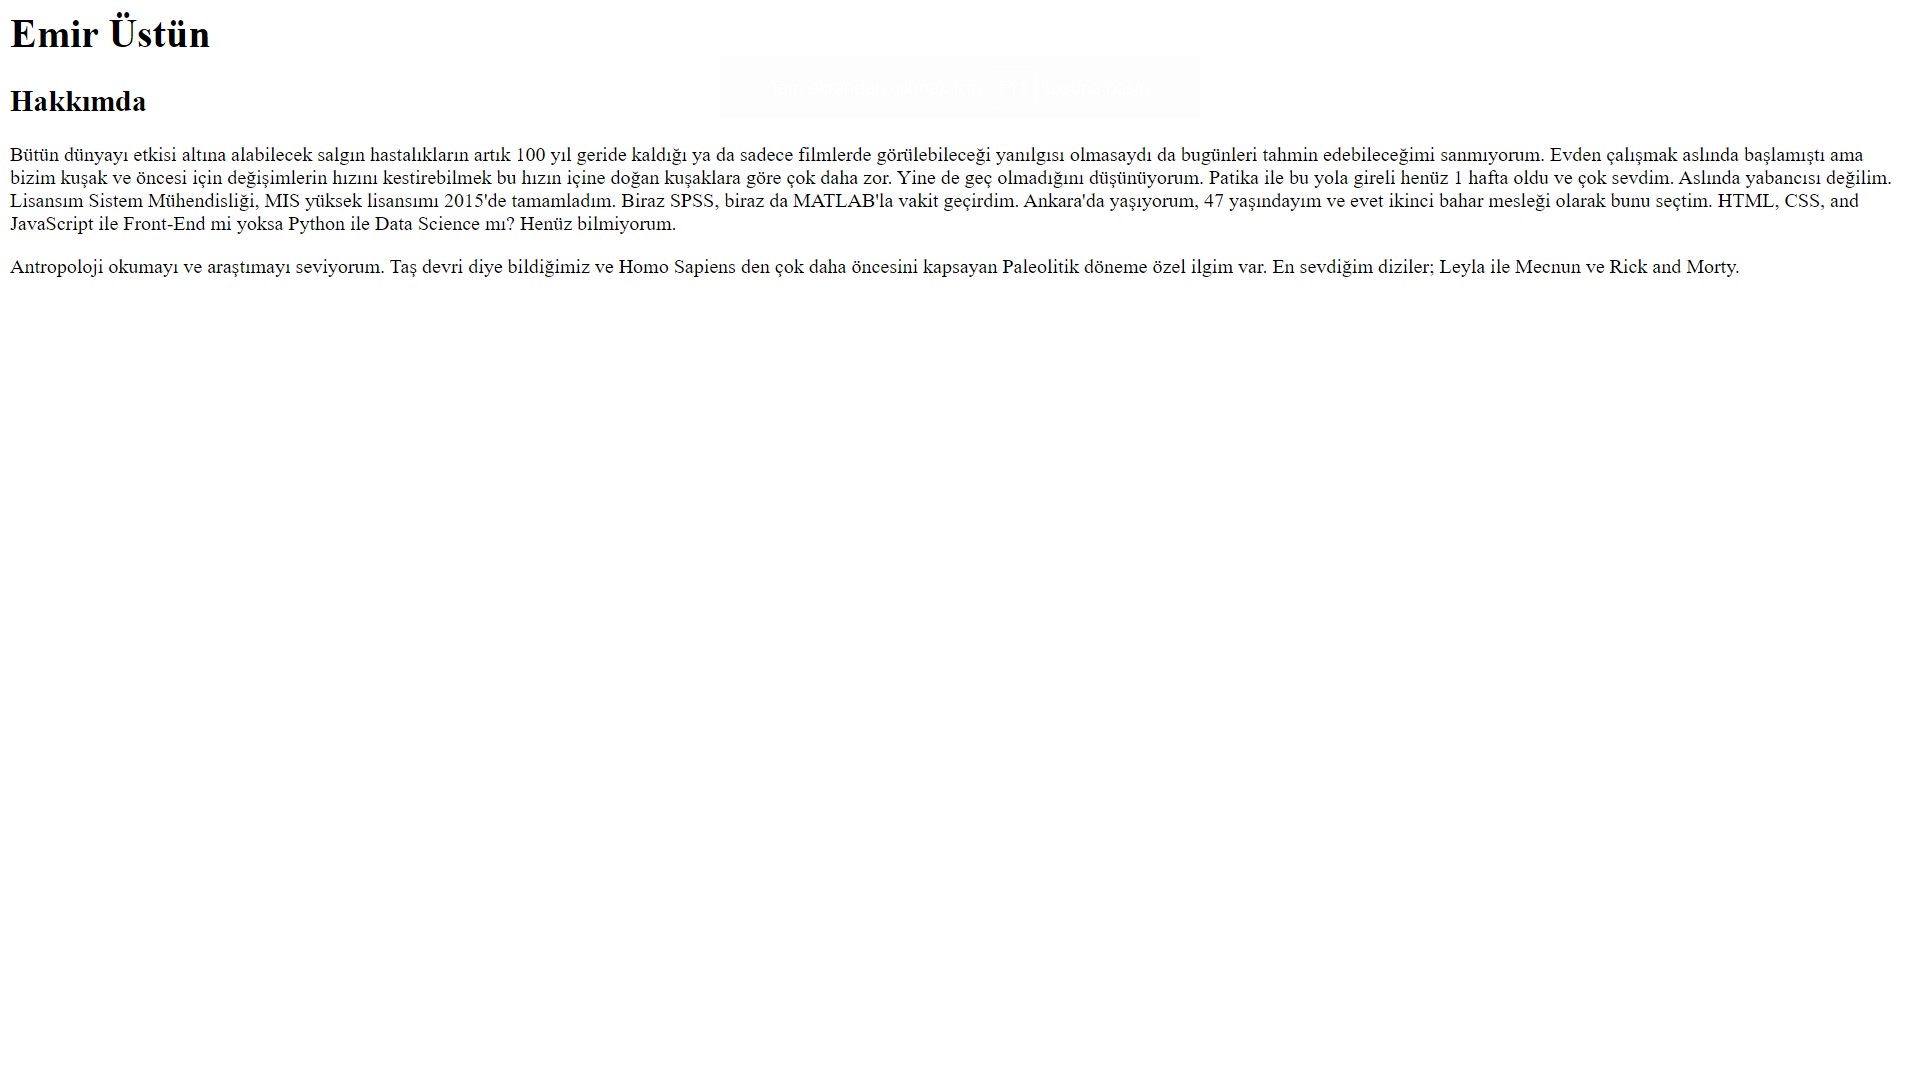 Emir Üstün
Hakkımda
Bütün dünyayı etkisi altına alabilecek salgın hastalıkların artık 100 yıl geride kaldığı ya da sadece filmlerde görülebileceği yanılgısı olmasaydı da bugünleri tahmin edebileceğimi sanmıyorum. Evden çalışmak aslında başlamıştı ama
bizim kuşak ve öncesi için değişimlerin hızını kestirebilmek bu hızın içine doğan kuşaklara göre çok daha zor. Yine de geç olmadığını düşünüyorum. Patika ile bu yola gireli henüz 1 hafta oldu ve çok sevdim. Aslında yabancısı değilim.
Lisansım Sistem Mühendisliği, MIS yüksek lisansımı 2015'de tamamladım. Biraz SPSS, biraz da MATLAB'la vakit geçirdim. Ankara'da yaşıyorum, 47 yaşındayım ve evet ikinci bahar mesleği olarak bunu seçtim. HTML, CSS, and
JavaScript ile Front-End mi yoksa Python ile Data Science mı? Henüz bilmiyorum.
Antropoloji okumayı ve araştımayı seviyorum. Taş devri diye bildiğimiz ve Homo Sapiens den çok daha öncesini kapsayan Paleolitik döneme özel ilgim var. En sevdiğim diziler; Leyla ile Mecnun ve Rick and Morty.